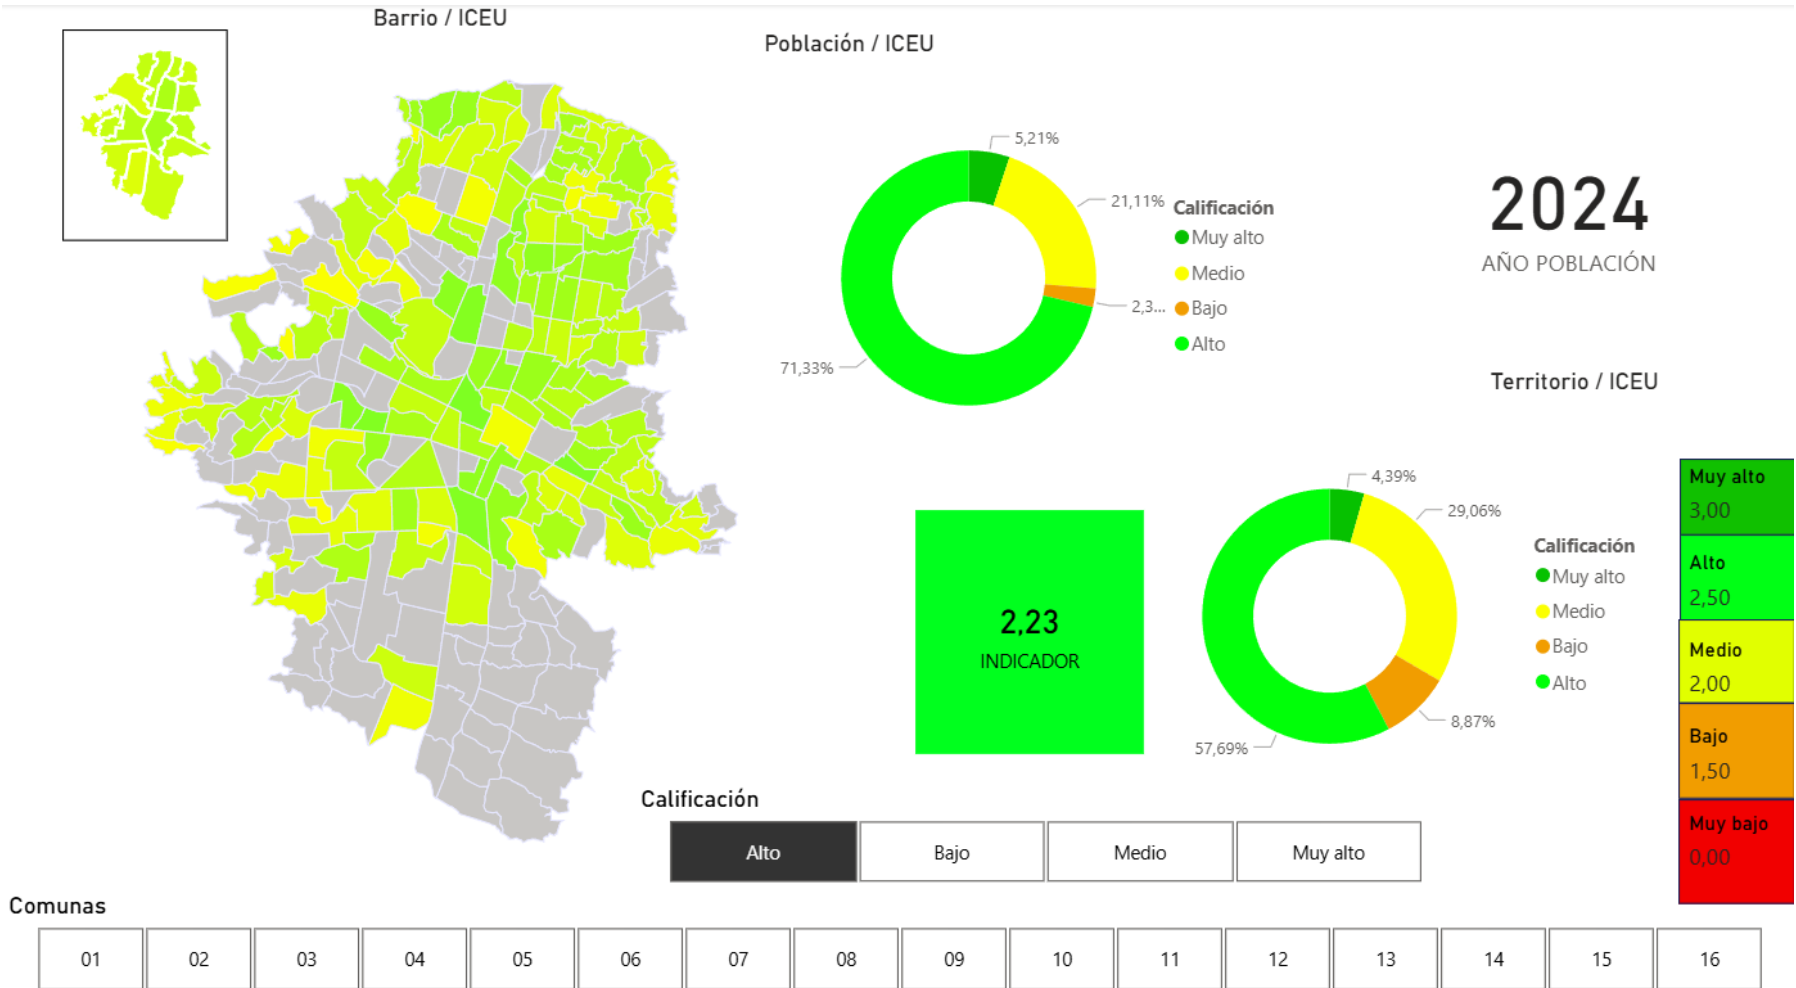 Barrio / ICEU
Población / ICEU
5,21%
21,11%
2,3...
71,33%
Calificación
Muy alto
Medio
Bajo
Alto
2024
AÑO POBLACIÓN
Territorio / ICEU
4,39%
29,06%
8,87%
57,69%
Calificación
Muy alto
Medio
Bajo
Alto
Muy alto
3,00
Alto
2,50
Medio
2,00
Bajo
1,50
Muy bajo
0,00
2,23
INDICADOR
Calificación
Alto Bajo Medio Muy alto
Comunas
01 02 03 04 05 06 07 08 09 10 11 12 13 14 15 16